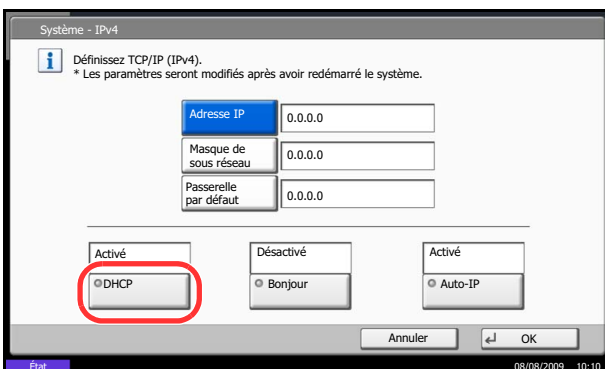 Système - IPv4
Définissez TCP/IP (IPv4).
* Les paramètres seront modifiés après avoir redémarré le système.
Adresse IP
0.0.0.0
Masque de
sous réseau
0.0.0.0
Passerelle
par défaut
0.0.0.0
Activé
Désactivé
Activé
DHCP
Bonjour
Auto-IP
Annuler
OK
État
08/08/2009 10:10